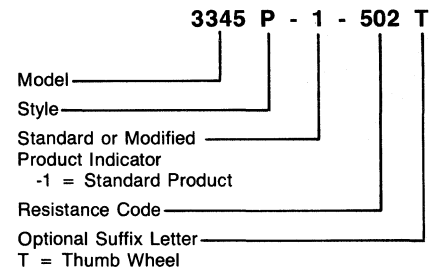 3345 P - 1 - 502 T
Model
Style
Standard or Modified
Product Indicator
-1 = Standard Product
Resistance Code
Optional Suffix Letter
T = Thumb Wheel